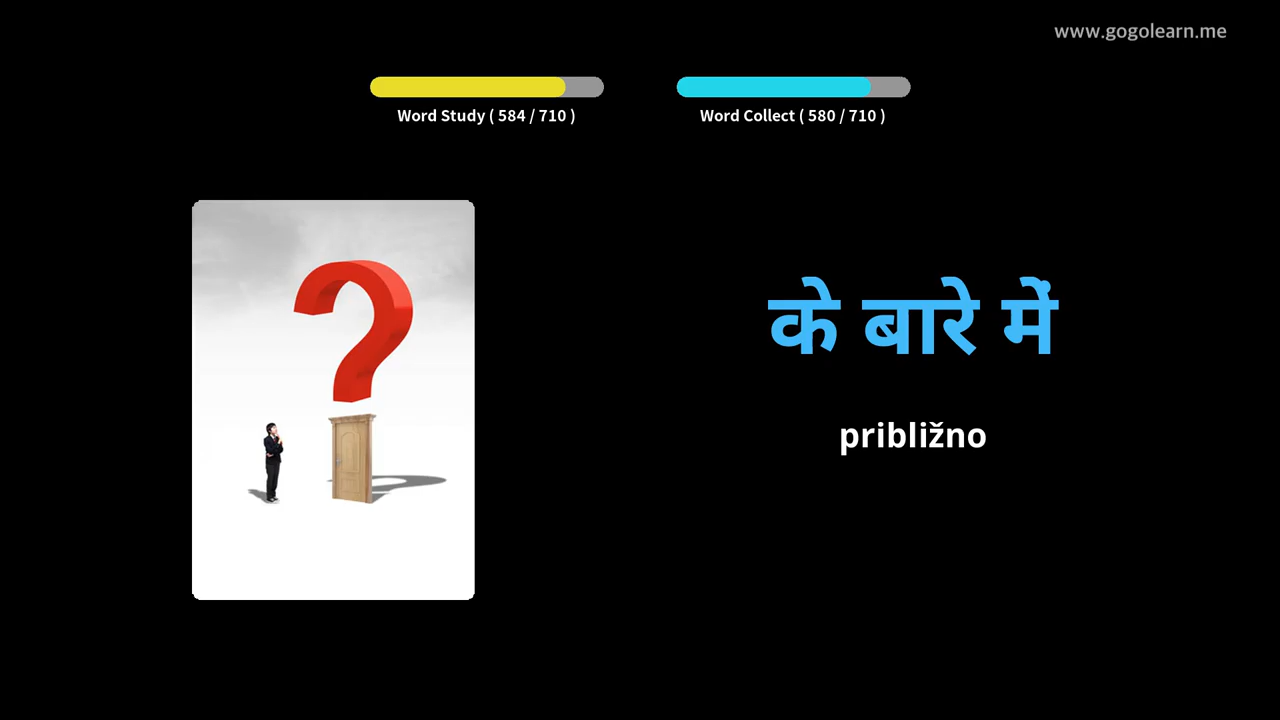 www.gogolearn.me
Word Study ( 584 / 710 )
Word Collect ( 580 / 710 )
के बारे में
približno